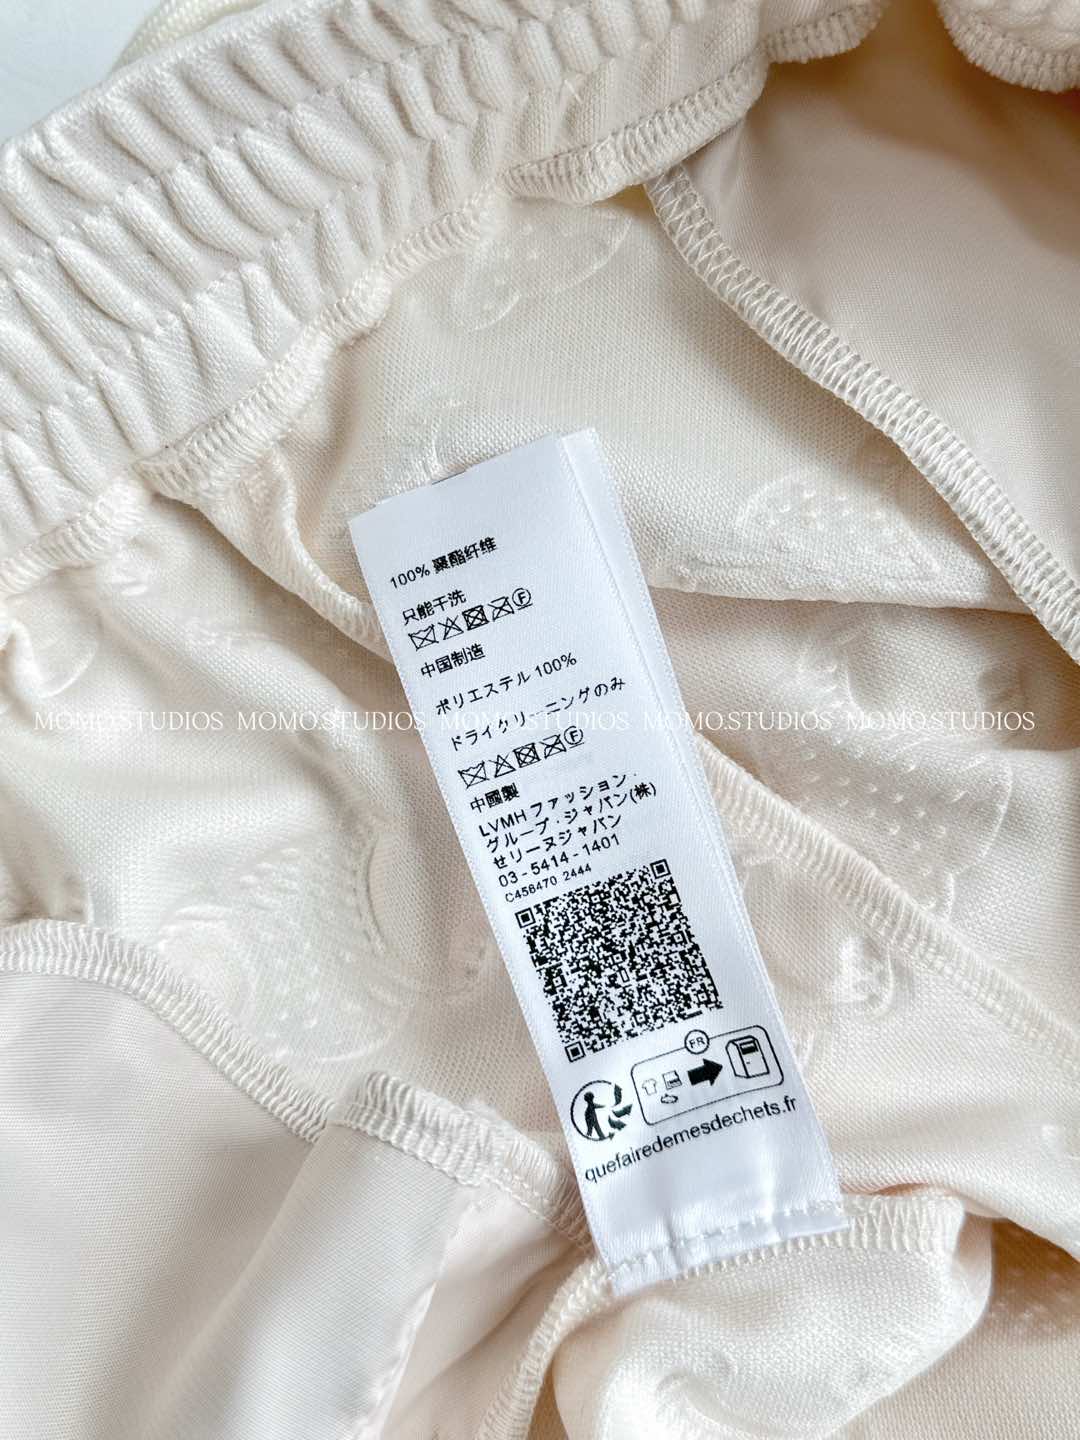 100% 聚酯纤维
只能干洗
F
中国制造
ポリエステル 100%
ドライクリーニングのみ
F
中國製
LVMH ファッション・
グループ・ジャパン(株)
せリーヌジャパン
03-5414-1401
C456470 2444
FR
quefairedemesdechets.fr
MOMO.STUDIOS MOMO.STUDIOS MOMO.STUDIOS MOMO.STUDIOS MOMO.STUDIOS